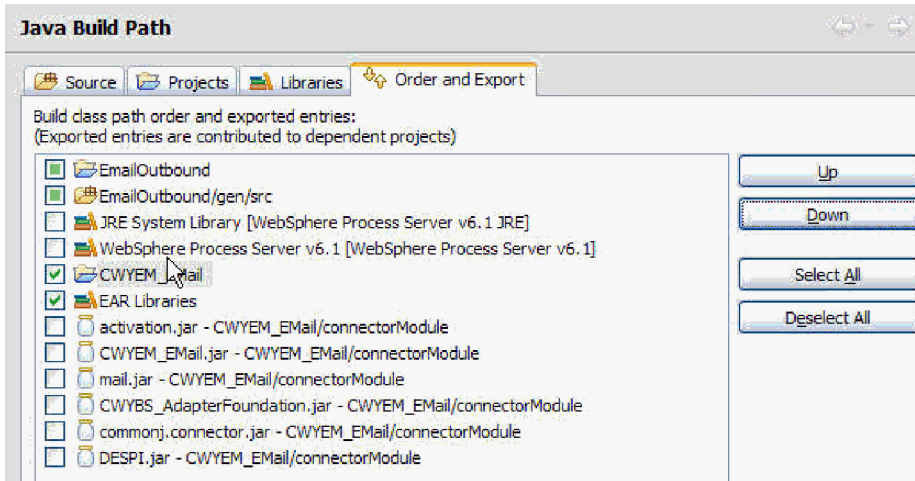 Java Build Path
Source Projects Libraries Order and Export
Build class path order and exported entries:
(Exported entries are contributed to dependent projects)
EmailOutbound
EmailOutbound/gen/src
JRE System Library [WebSphere Process Server v6.1 JRE]
WebSphere Process Server v6.1 [WebSphere Process Server v6.1]
CWYEM_EMail
EAR Libraries
activation.jar - CWYEM_EMail/connectorModule
CWYEM_EMail.jar - CWYEM_EMail/connectorModule
mail.jar - CWYEM_EMail/connectorModule
CWYBS_AdapterFoundation.jar - CWYEM_EMail/connectorModule
commonj.connector.jar - CWYEM_EMail/connectorModule
DESPI.jar - CWYEM_EMail/connectorModule
Up
Down
Select All
Deselect All